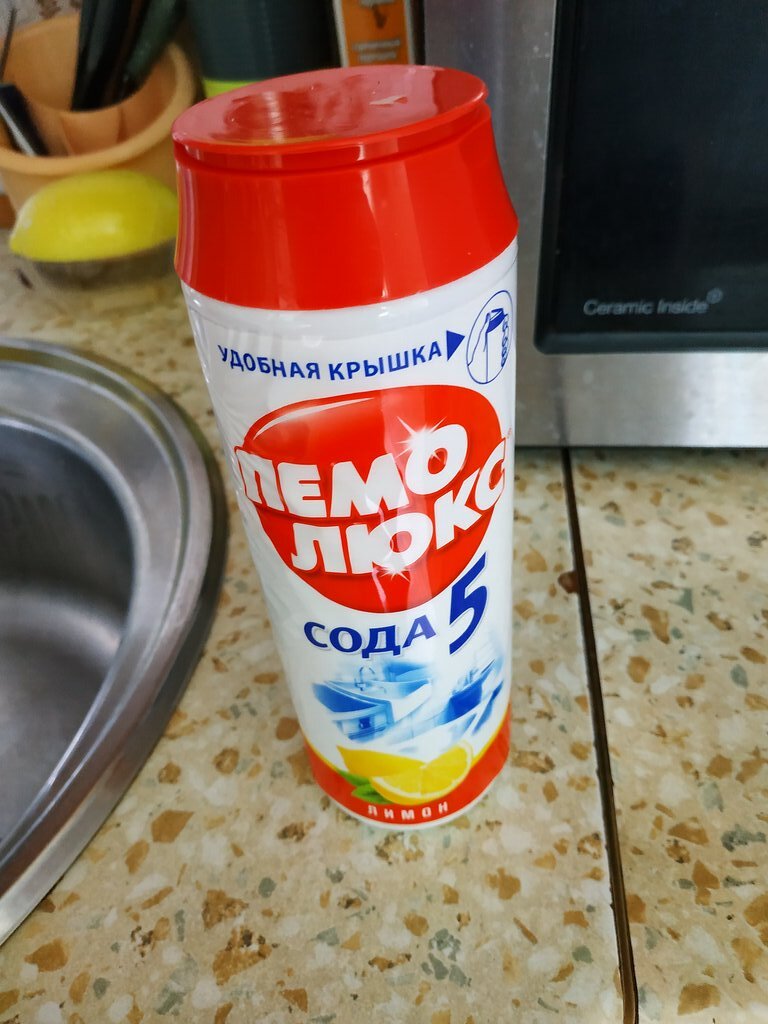 УДОБНАЯ КРЫШКА
ПЕМО
ЛЮКС
СОДА 5
ЛИМОН
Ceramic Inside®